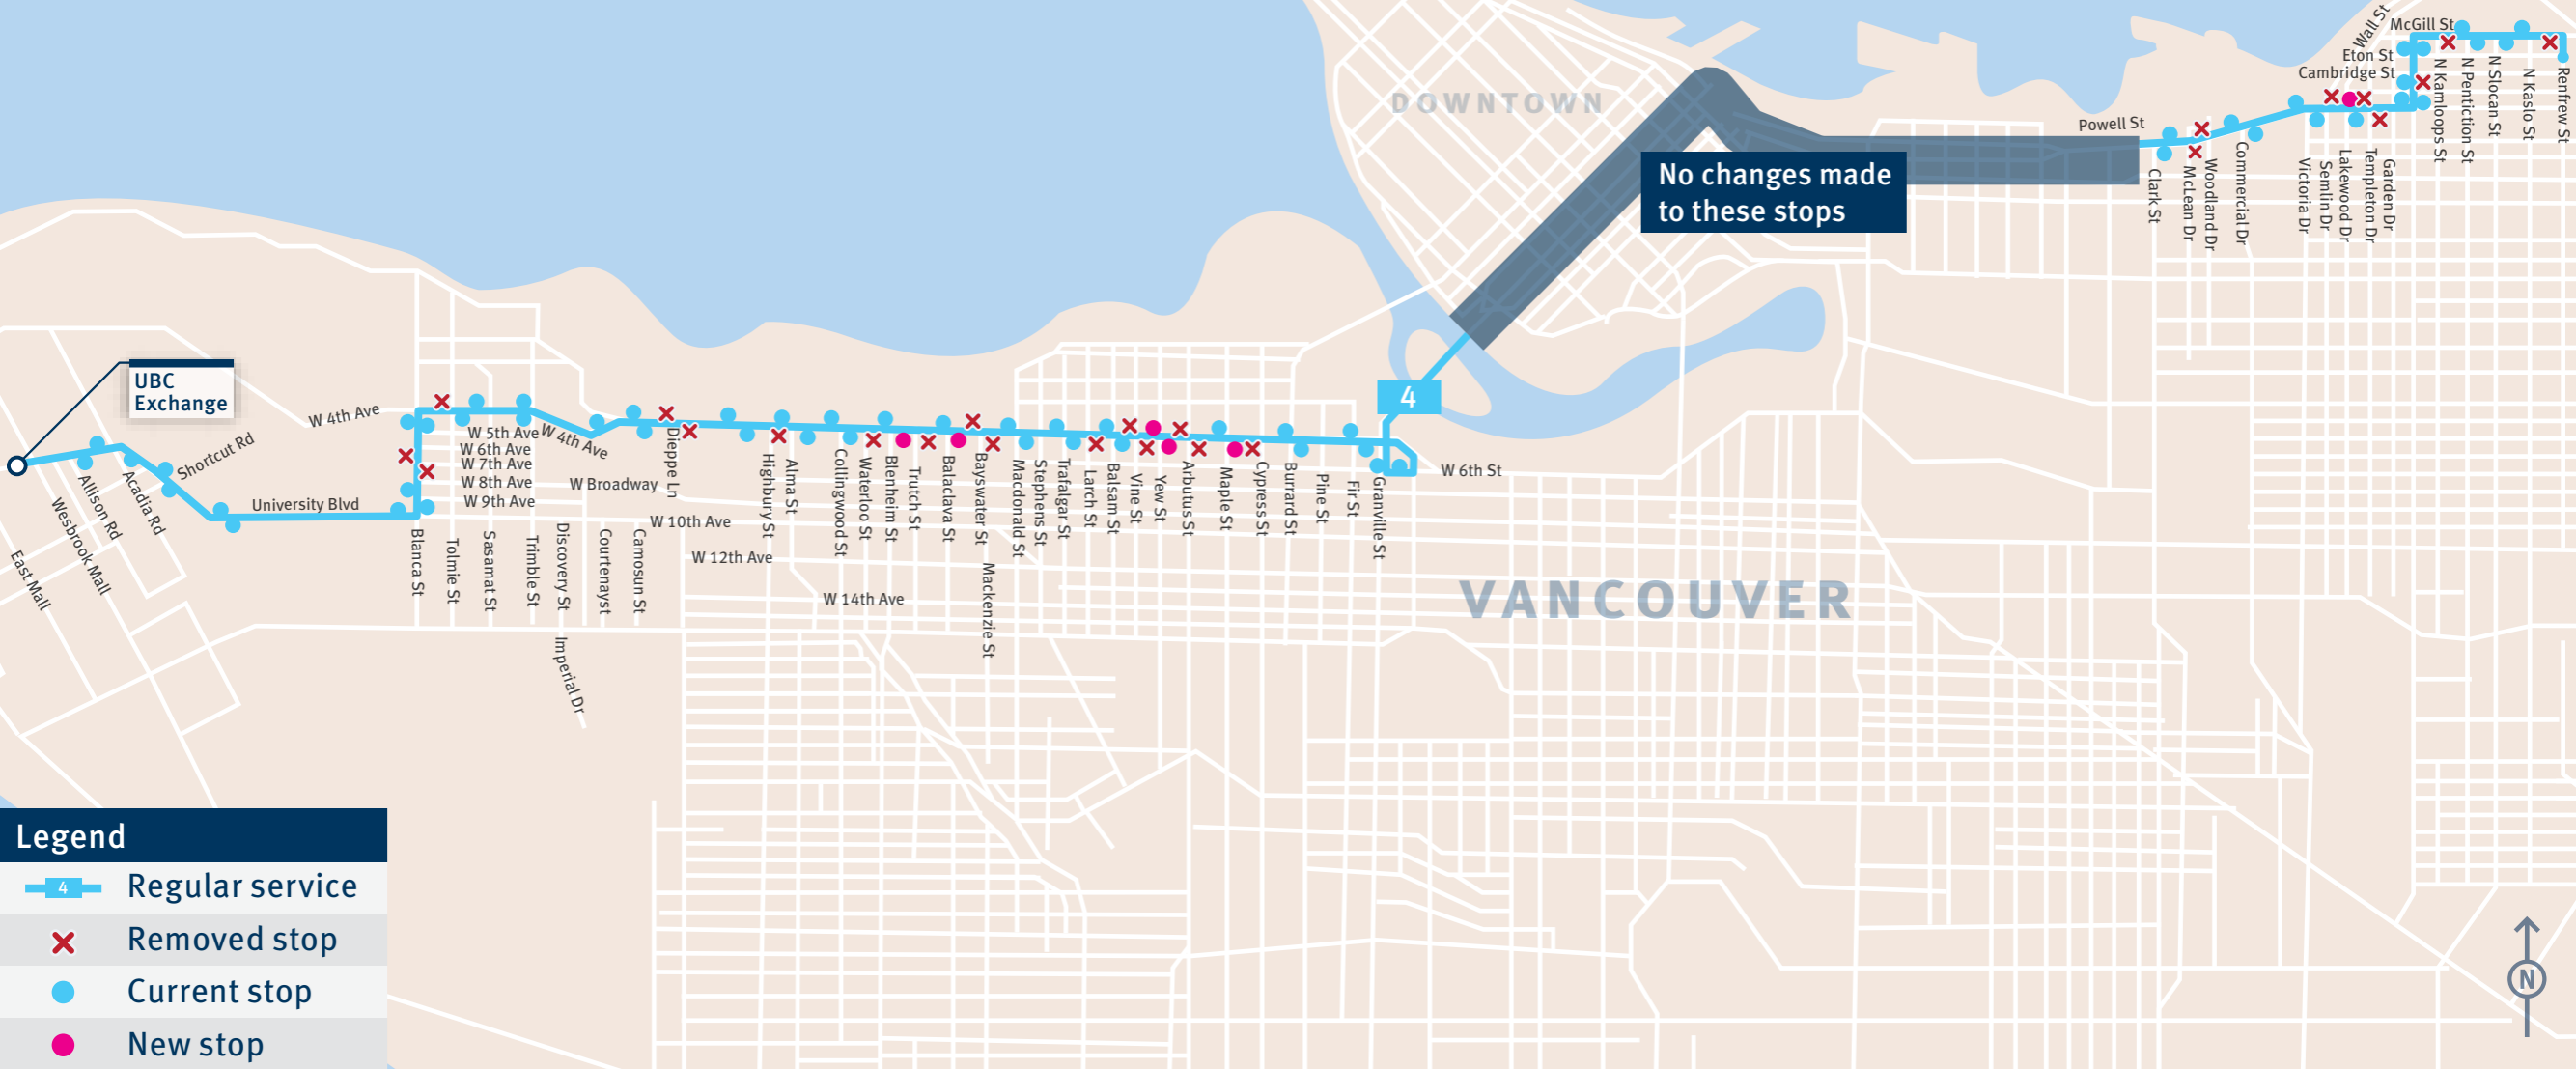 DOWNTOWN
No changes made
to these stops
Powell St
Wall St
McGill St
Eton St
Cambridge St
N Kamloops St
N Penticton St
N Slocan St
N Kaslo St
Renfrew St
Clark St
McLean Dr
Woodland Dr
Commercial Dr
Victoria Dr
Semlin Dr
Lakewood Dr
Templeton Dr
Garden Dr
UBC
Exchange
W 4th Ave
Shortcut Rd
University Blvd
Acadia Rd
Allison Rd
Wesbrook Mall
East Mall
W 5th Ave
W 6th Ave
W 7th Ave
W 8th Ave
W 9th Ave
W 4th Ave
W Broadway
W 10th Ave
W 12th Ave
W 14th Ave
Blanca St
Tolmie St
Sasamat St
Trimble St
Discovery St
Imperial Dr
Courtenayst
Camosun St
Dieppe Ln
Highbury St
Alma St
Collingwood St
Waterloo St
Blenheim St
Trutch St
Balaclava St
Bayswater St
Mackenzie St
Macdonald St
Stephens St
Trafalgar St
Larch St
Balsam St
Vine St
Yew St
Arbutus St
Maple St
Cypress St
Burrard St
Pine St
Fir St
Granville St
4
W 6th St
VANCOUVER
Legend
4
Regular service
Removed stop
Current stop
New stop
N